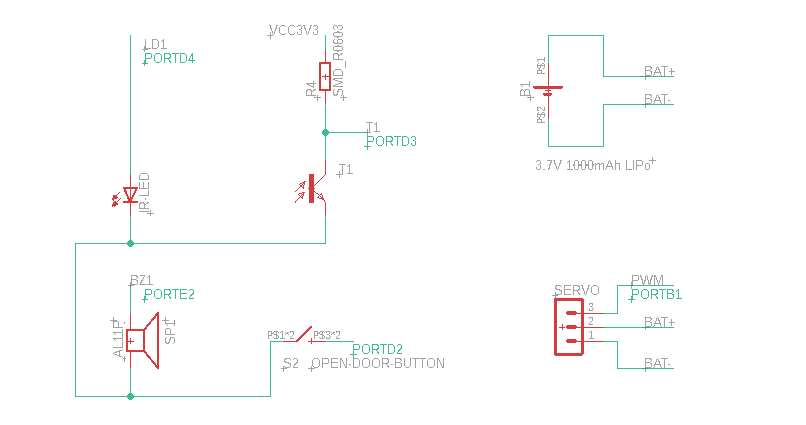 LD1
PORTD4
IR-LED
VCC3V3
R4
SMD_R0603
T1
PORTD3
T1
B1
P$1
P$2
BAT+
BAT-
3.7V 1000mAh LIPo
BZ1
PORTE2
AL11P
SP1
P$1*2
P$3*2
PORTD2
S2
OPEN-DOOR-BUTTON
SERVO
3
2
1
PWM
PORTB1
BAT+
BAT-